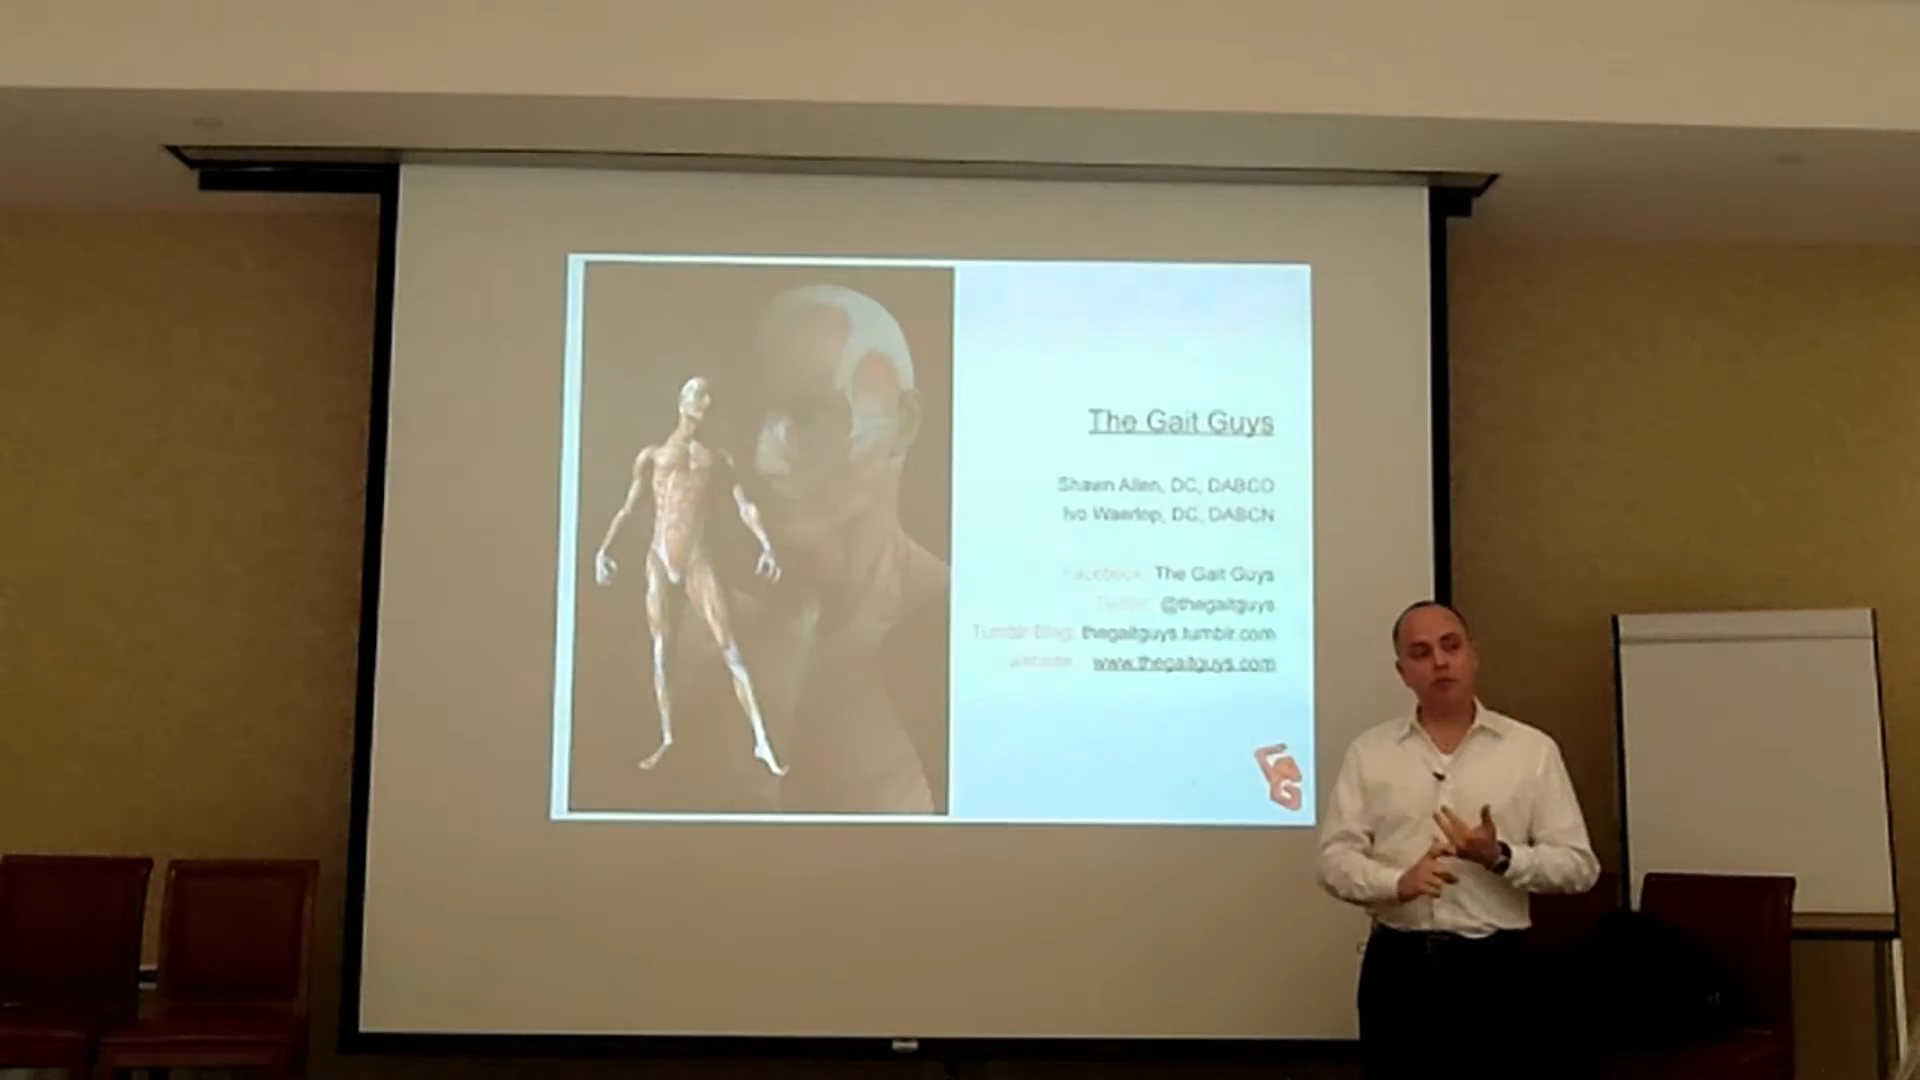 The Gait Guys
Shawn Allen, DC, DABCO
Ivo Waerlop, DC, DABCN
Facebook: The Gait Guys
Twitter: @thegaitguys
Tumblr Blog: thegaitguys.tumblr.com
website: www.thegaitguys.com